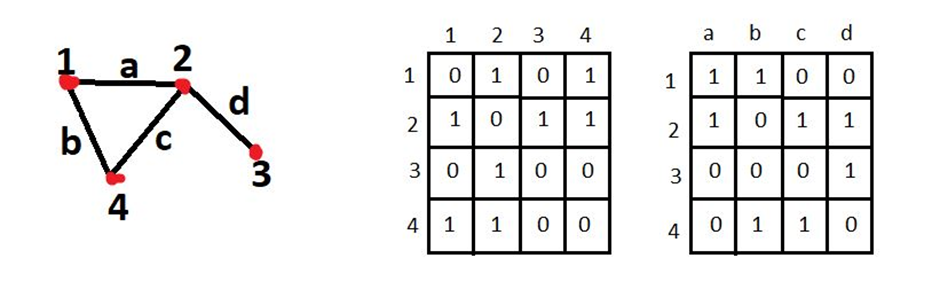 1 a 2
b c d
4 3
1 2 3 4
1 0 1 0 1
2 1 0 1 1
3 0 1 0 0
4 1 1 0 0
a b c d
1 1 1 0 0
2 1 0 1 1
3 0 0 0 1
4 0 1 1 0